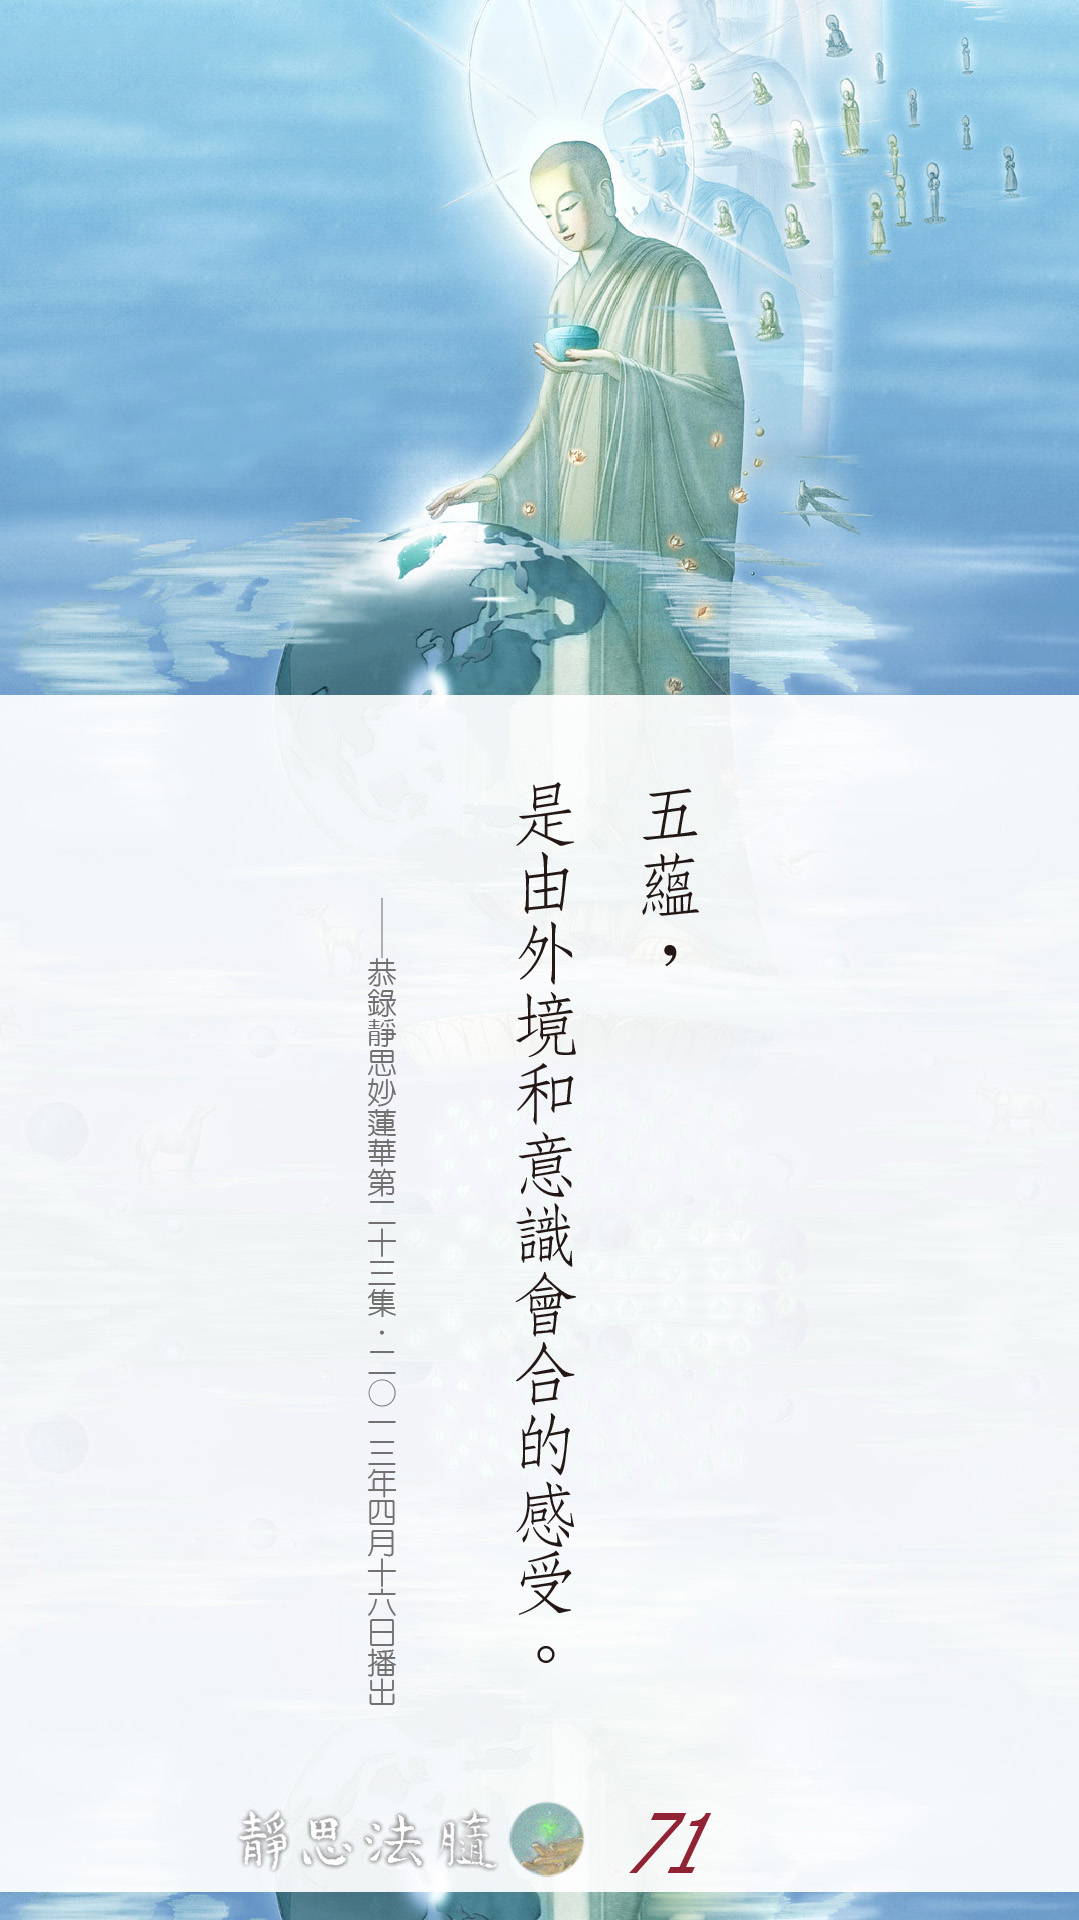 五蘊，
是由外境和意識會合的感受。
——恭錄靜思妙蓮華第二十三集·二〇一三年四月十六日播出
靜思法髓
71